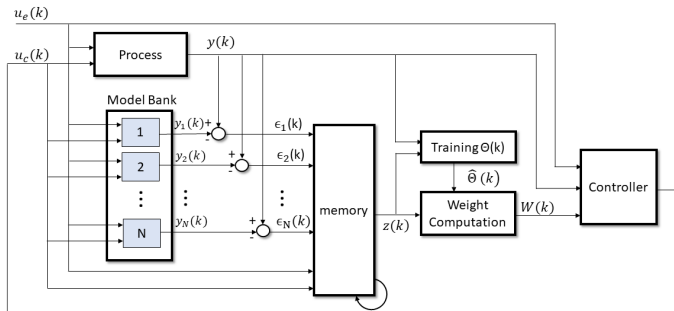 u_e(k)
u_c(k)
Process
y(k)
Model Bank
1
y_1(k)
+
-
ϵ_1(k)
2
y_2(k)
+
-
ϵ_2(k)
⋮
⋮
⋮
⋮
N
y_N(k)
+
-
ϵ_N(k)
memory
z(k)
Training Θ(k)
Θ̂(k)
Weight
Computation
W(k)
Controller